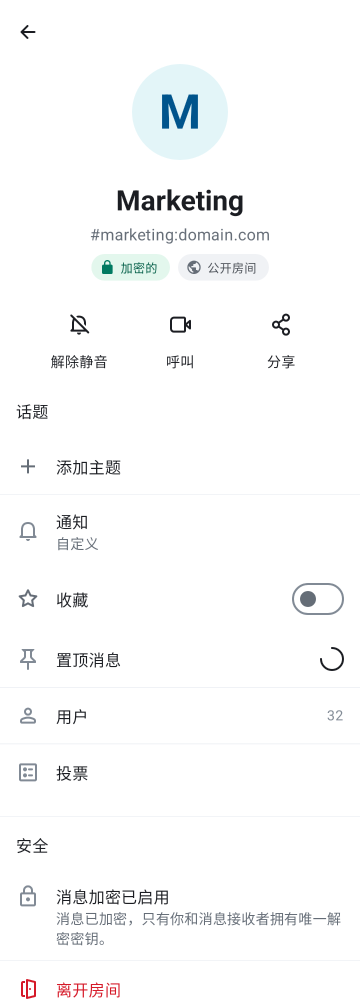 M
Marketing
#marketing:domain.com
加密的 公开房间
解除静音 呼叫 分享
话题
添加主题
通知
自定义
收藏
置顶消息
用户 32
投票
安全
消息加密已启用
消息已加密，只有你和消息接收者拥有唯一解
密密钥。
离开房间